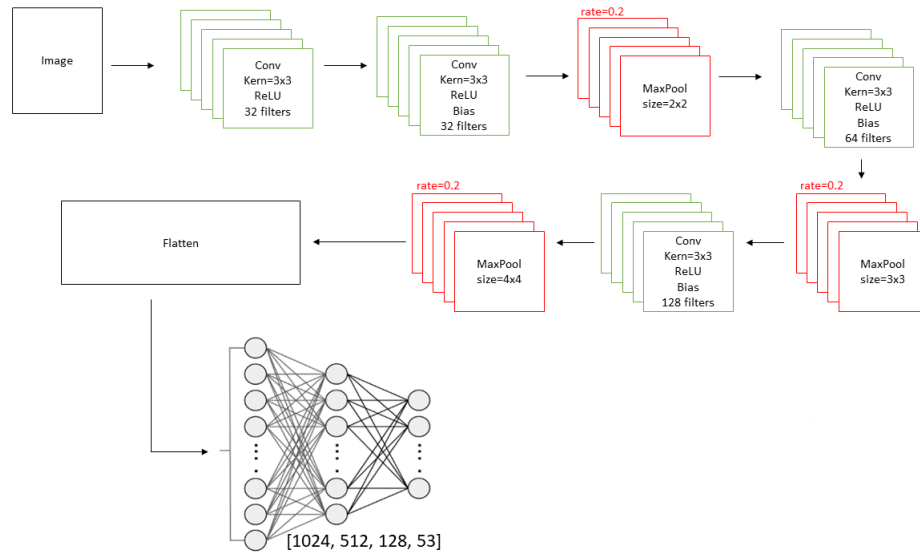 Image
Conv
Kern=3x3
ReLU
32 filters
Conv
Kern=3x3
ReLU
Bias
32 filters
rate=0.2
MaxPool
size=2x2
Conv
Kern=3x3
ReLU
Bias
64 filters
rate=0.2
MaxPool
size=3x3
Conv
Kern=3x3
ReLU
Bias
128 filters
rate=0.2
MaxPool
size=4x4
Flatten
[1024, 512, 128, 53]